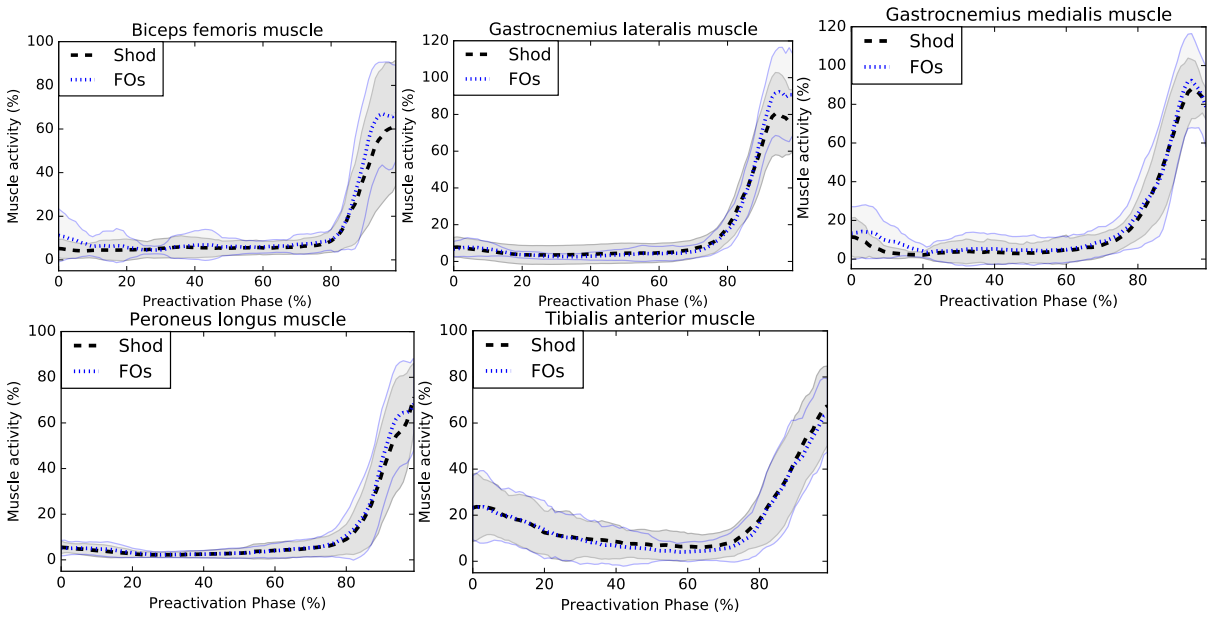 Biceps femoris muscle
100
80
60
40
20
0
Muscle activity (%)
Shod
FOs
0 20 40 60 80
Preactivation Phase (%)
Gastrocnemius lateralis muscle
120
100
80
60
40
20
0
Muscle activity (%)
Shod
FOs
0 20 40 60 80
Preactivation Phase (%)
Gastrocnemius medialis muscle
120
100
80
60
40
20
0
Muscle activity (%)
Shod
FOs
0 20 40 60 80
Preactivation Phase (%)
Peroneus longus muscle
100
80
60
40
20
0
Muscle activity (%)
Shod
FOs
0 20 40 60 80
Preactivation Phase (%)
Tibialis anterior muscle
100
80
60
40
20
0
Muscle activity (%)
Shod
FOs
0 20 40 60 80
Preactivation Phase (%)